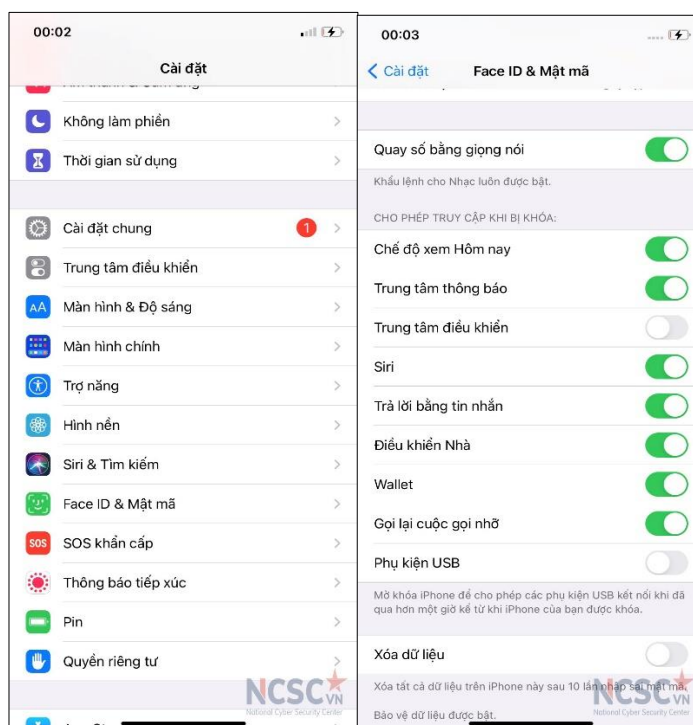 00:02
Cài đặt
Không làm phiền
Thời gian sử dụng
Cài đặt chung
1
Trung tâm điều khiển
AA
Màn hình & Độ sáng
Màn hình chính
Trợ năng
Hình nền
Siri & Tìm kiếm
Face ID & Mật mã
SOS
SOS khẩn cấp
Thông báo tiếp xúc
Pin
Quyền riêng tư
NCSC VN
National Cyber Security Center
00:03
Cài đặt
Face ID & Mật mã
Quay số bằng giọng nói
Khẩu lệnh cho Nhạc luôn được bật.
CHO PHÉP TRUY CẬP KHI BỊ KHÓA:
Chế độ xem Hôm nay
Trung tâm thông báo
Trung tâm điều khiển
Siri
Trả lời bằng tin nhắn
Điều khiển Nhà
Wallet
Gọi lại cuộc gọi nhỡ
Phụ kiện USB
Mở khóa iPhone để cho phép các phụ kiện USB kết nối khi đã
qua hơn một giờ kể từ khi iPhone của bạn được khóa.
Xóa dữ liệu
Xóa tất cả dữ liệu trên iPhone này sau 10 lần nhập sai mật mã.
Bảo vệ dữ liệu được bật.
NCSC VN
National Cyber Security Center